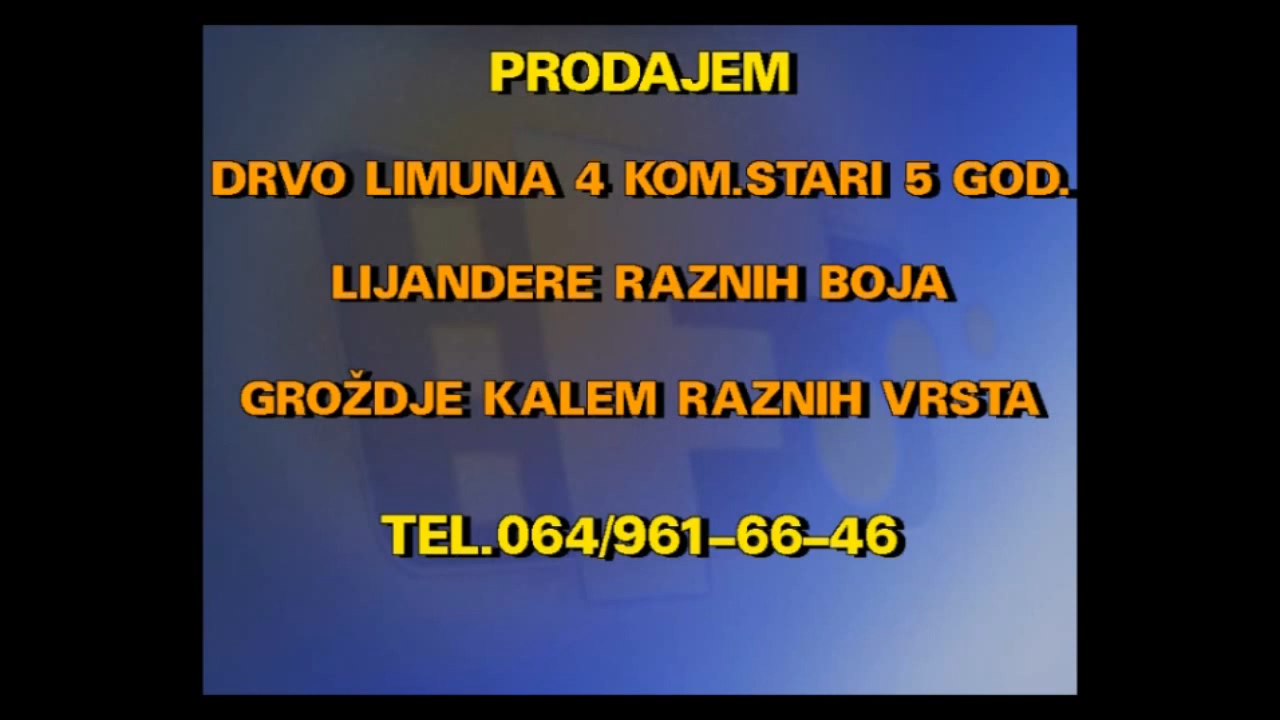 PRODAJEM
DRVO LIMUNA 4 KOM.STARI 5 GOD.
LIJANDERE RAZNIH BOJA
GROŽDJE KALEM RAZNIH VRSTA
TEL.064/961-66-46